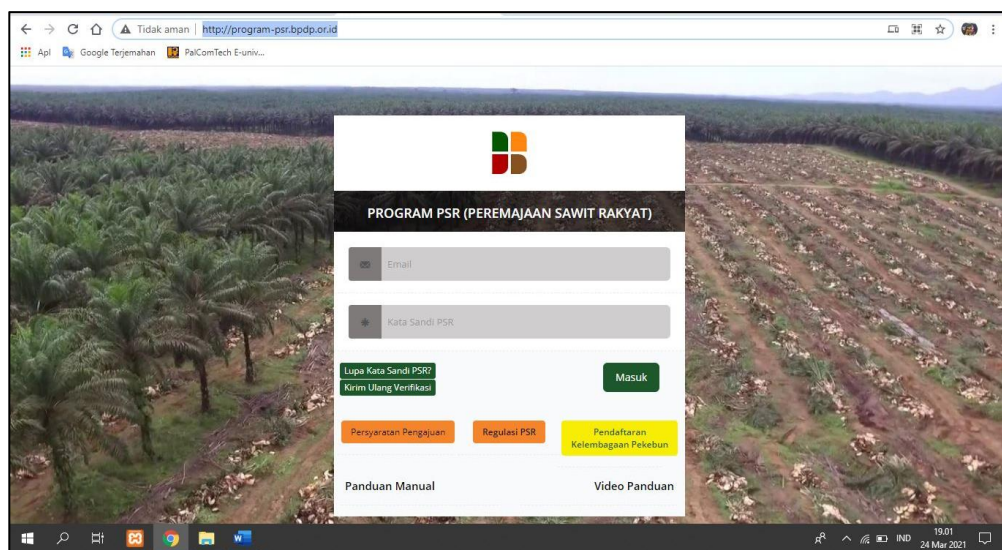 Tidak aman
http://program-psr.bpdp.or.id
Apl
Google Terjemahan
PalComTech E-univ...
PROGRAM PSR (PEREMAJAAN SAWIT RAKYAT)
Email
Kata Sandi PSR
Lupa Kata Sandi PSR?
Kirim Ulang Verifikasi
Masuk
Persyaratan Pengajuan
Regulasi PSR
Pendaftaran
Kelembagaan Pekebun
Panduan Manual
Video Panduan
IND
19.01
24 Mar 2021